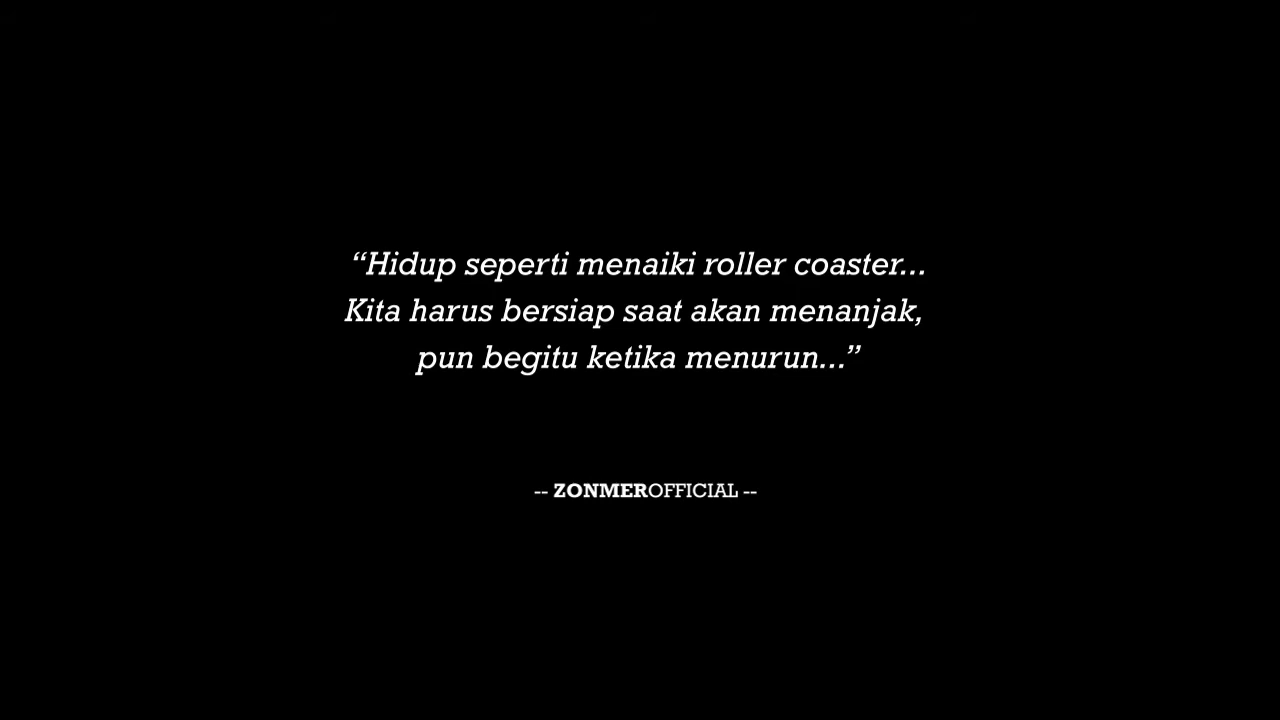 “Hidup seperti menaiki roller coaster...
Kita harus bersiap saat akan menanjak,
pun begitu ketika menurun...”
-- ZONMEROFFICIAL --